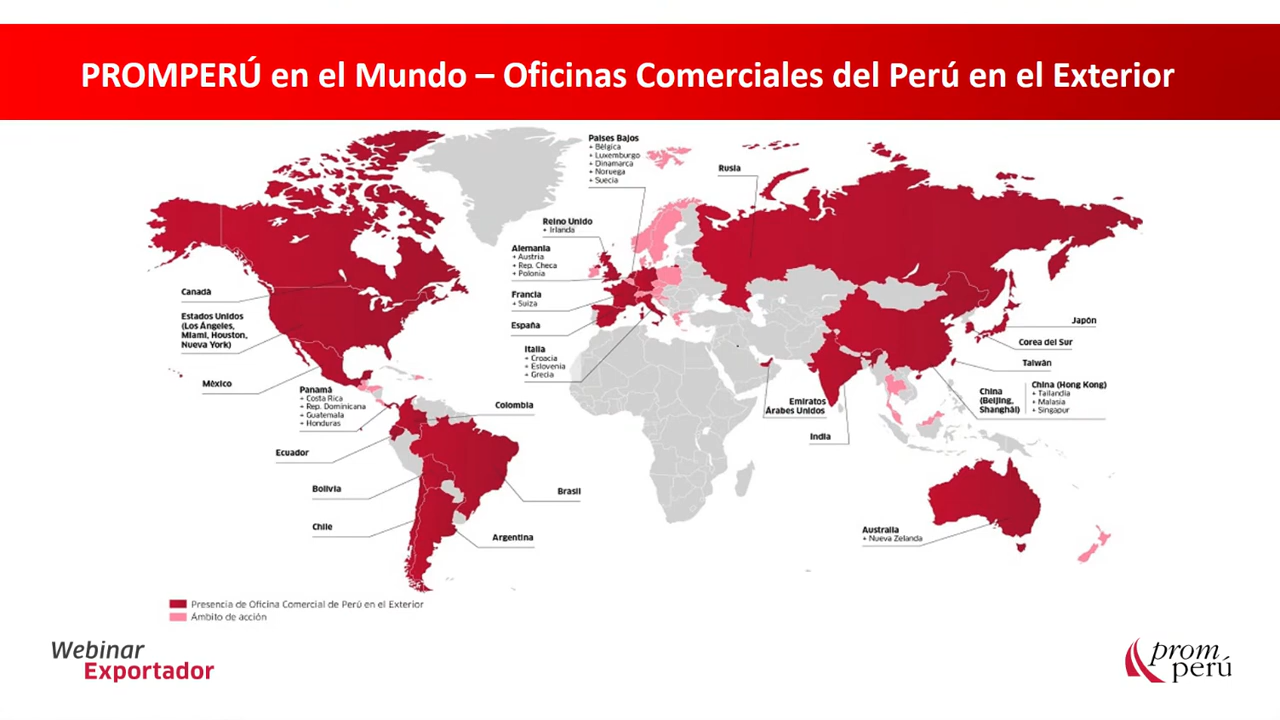 PROMPERÚ en el Mundo – Oficinas Comerciales del Perú en el Exterior
Países Bajos
+ Bélgica
+ Luxemburgo
+ Dinamarca
+ Noruega
+ Suecia
Rusia
Reino Unido
+ Irlanda
Alemania
+ Austria
+ Rep. Checa
+ Polonia
Francia
+ Suiza
España
Italia
+ Croacia
+ Eslovenia
+ Grecia
Canadá
Estados Unidos
(Los Ángeles,
Miami, Houston,
Nueva York)
México
Panamá
+ Costa Rica
+ Rep. Dominicana
+ Guatemala
+ Honduras
Colombia
Ecuador
Bolivia
Brasil
Chile
Argentina
Japón
Corea del Sur
Taiwán
China
(Beijing,
Shanghái)
China (Hong Kong)
+ Tailandia
+ Malasia
+ Singapur
Emiratos
Árabes Unidos
India
Australia
+ Nueva Zelanda
Presencia de Oficina Comercial de Perú en el Exterior
Ámbito de acción
Webinar
Exportador
prom
perú